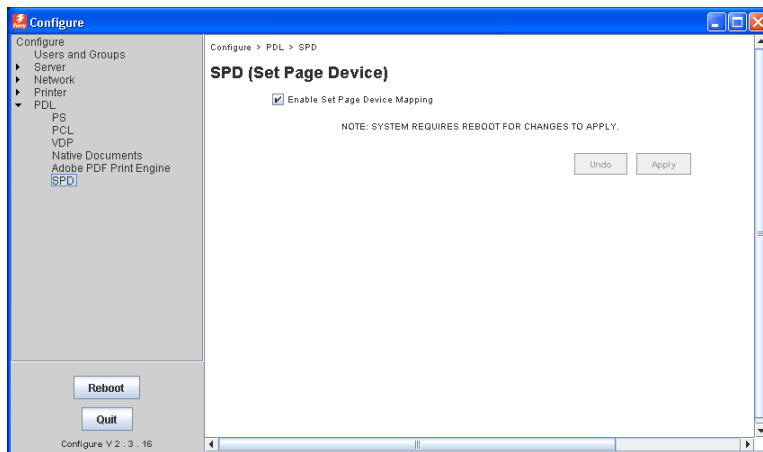 Configure
Configure
Users and Groups
Server
Network
Printer
PDL
PS
PCL
VDP
Native Documents
Adobe PDF Print Engine
SPD
Reboot
Quit
Configure V 2 . 3 . 16
Configure > PDL > SPD
SPD (Set Page Device)
Enable Set Page Device Mapping
NOTE: SYSTEM REQUIRES REBOOT FOR CHANGES TO APPLY.
Undo Apply